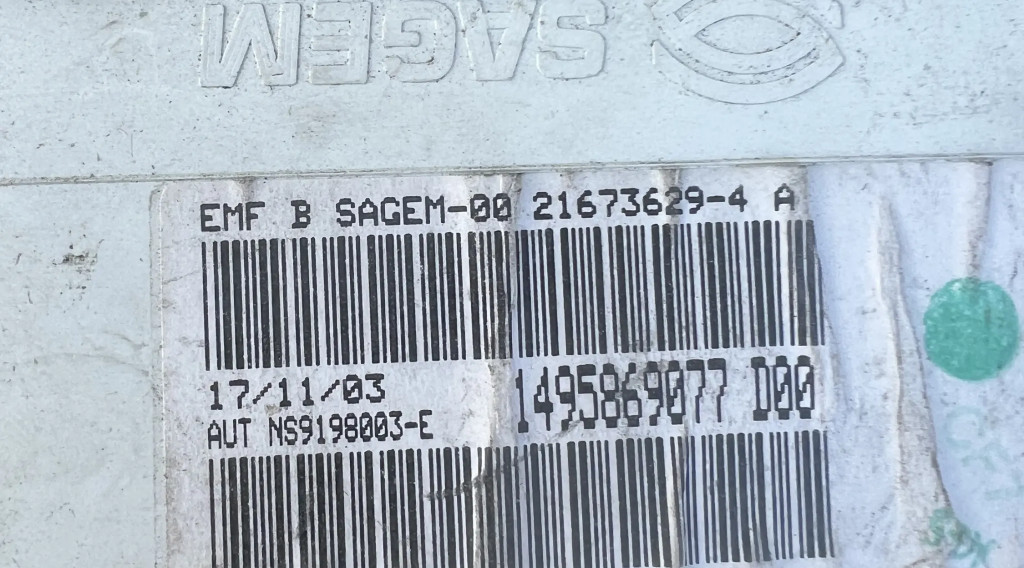 SAGEM
EMF B SAGEM-00 21673629-4 A
17/11/03
1495869077 D00
AUT NS9198003-E